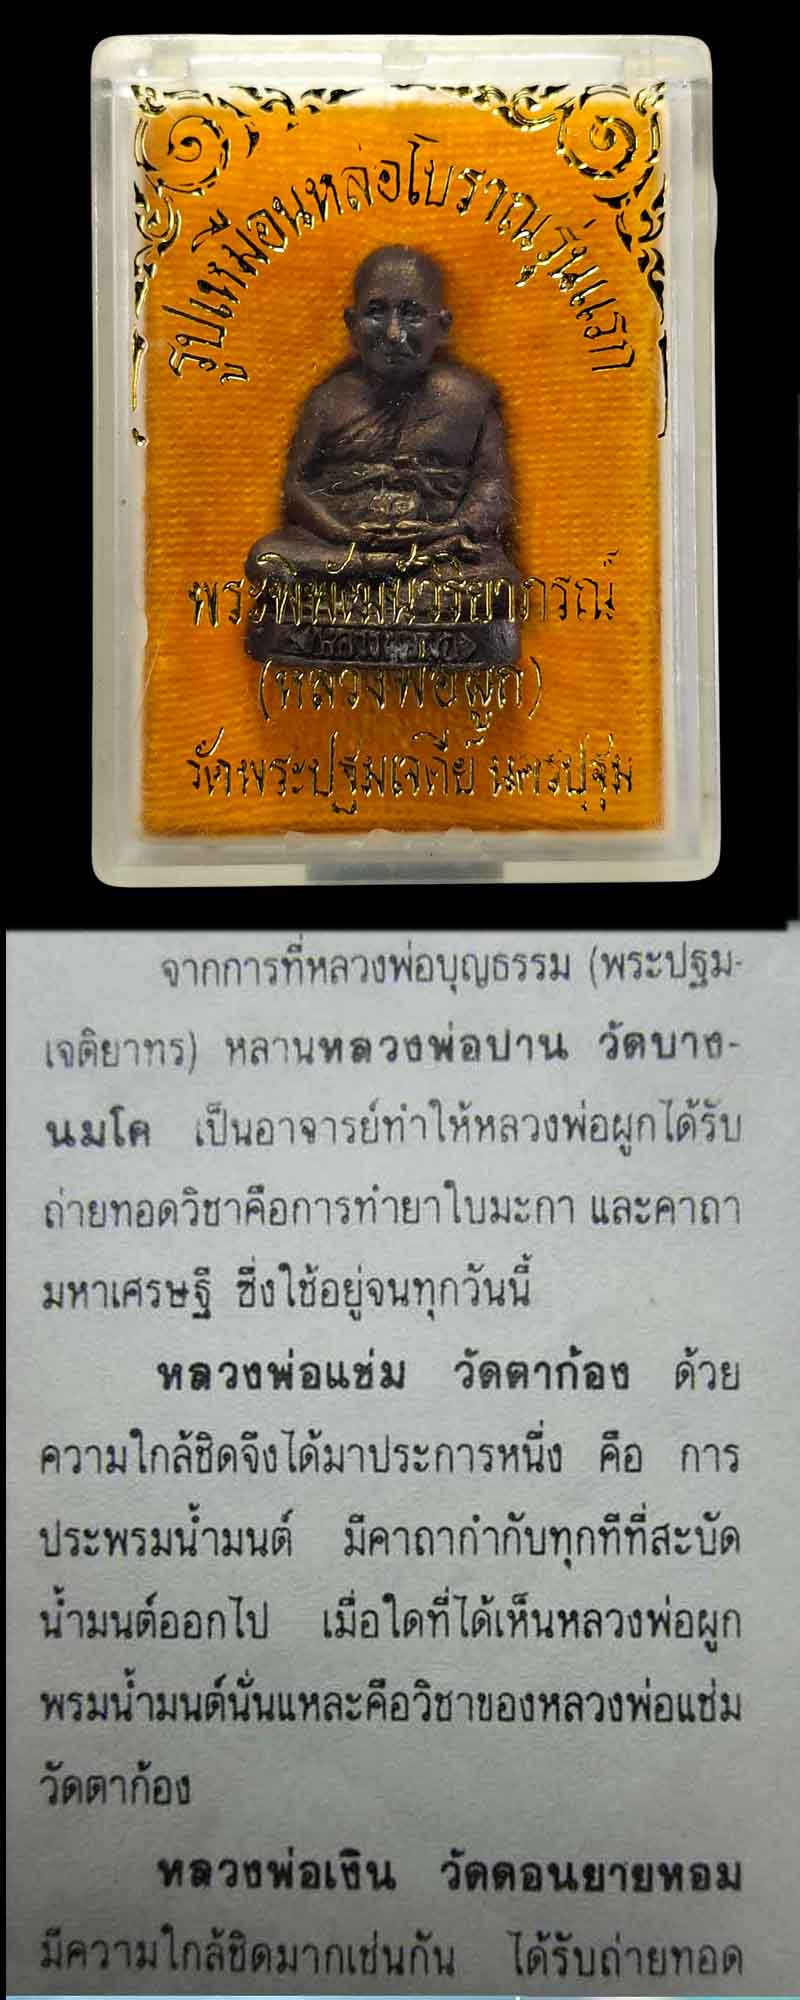 รูปเหมือนหล่อโบราณรุ่นแรก
พระพิพัฒน์วิริยาภรณ์
(หลวงพ่อผูก)
วัดพระปฐมเจดีย์ นครปฐม
จากการที่หลวงพ่อบุญธรรม (พระปฐม-
เจติยาทร) หลานหลวงพ่อปาน วัดบาง-
นมโค เป็นอาจารย์ทำให้หลวงพ่อผูกได้รับ
ถ่ายทอดวิชาคือการทำยาใบมะกา และคาถา
มหาเศรษฐี ซึ่งใช้อยู่จนทุกวันนี้
หลวงพ่อแช่ม วัดตาก้อง ด้วย
ความใกล้ชิดจึงได้มาประการหนึ่ง คือ การ
ประพรมน้ำมนต์ มีคาถากำกับทุกทีที่สะบัด
น้ำมนต์ออกไป เมื่อใดที่ได้เห็นหลวงพ่อผูก
พรมน้ำมนต์นั่นแหละคือวิชาของหลวงพ่อแช่ม
วัดตาก้อง
หลวงพ่อเงิน วัดดอนยายหอม
มีความใกล้ชิดมากเช่นกัน ได้รับถ่ายทอด